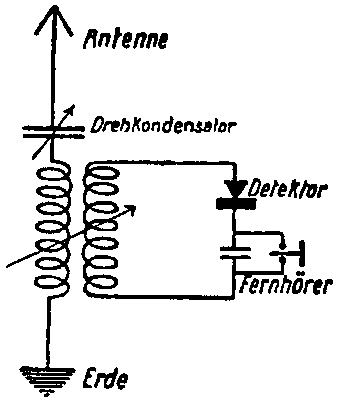 Antenne
Drehkondensator
Detektor
Fernhörer
Erde